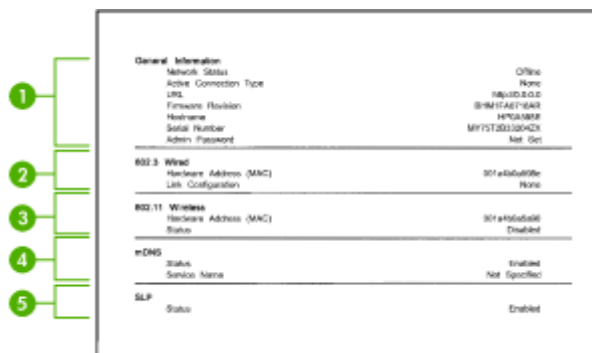 1
General Information
Network Status Offline
Active Connection Type None
URL
Firmware Revision
Hostname
Serial Number
Admin Password Not Set
2
802.3 Wired
Hardware Address (MAC)
Link Configuration None
3
802.11 Wireless
Hardware Address (MAC)
Status Disabled
4
mDNS
Status Enabled
Service Name Not Specified
5
SLP
Status Enabled